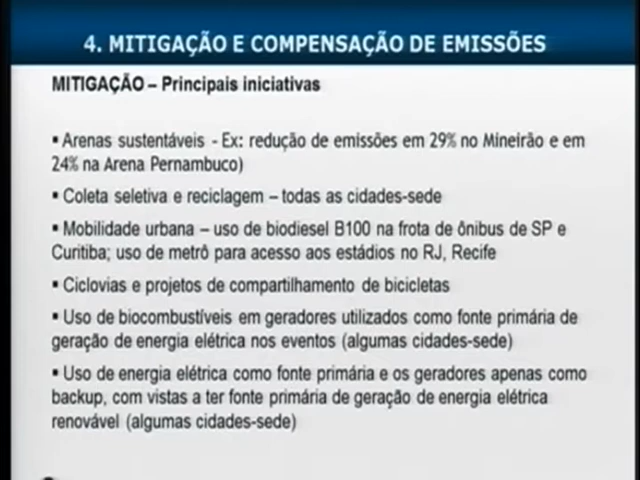 4. MITIGAÇÃO E COMPENSAÇÃO DE EMISSÕES
MITIGAÇÃO – Principais iniciativas
▪ Arenas sustentáveis - Ex: redução de emissões em 29% no Mineirão e em
24% na Arena Pernambuco)
▪ Coleta seletiva e reciclagem – todas as cidades-sede
▪ Mobilidade urbana – uso de biodiesel B100 na frota de ônibus de SP e
Curitiba; uso de metrô para acesso aos estádios no RJ, Recife
▪ Ciclovias e projetos de compartilhamento de bicicletas
▪ Uso de biocombustíveis em geradores utilizados como fonte primária de
geração de energia elétrica nos eventos (algumas cidades-sede)
▪ Uso de energia elétrica como fonte primária e os geradores apenas como
backup, com vistas a ter fonte primária de geração de energia elétrica
renovável (algumas cidades-sede)